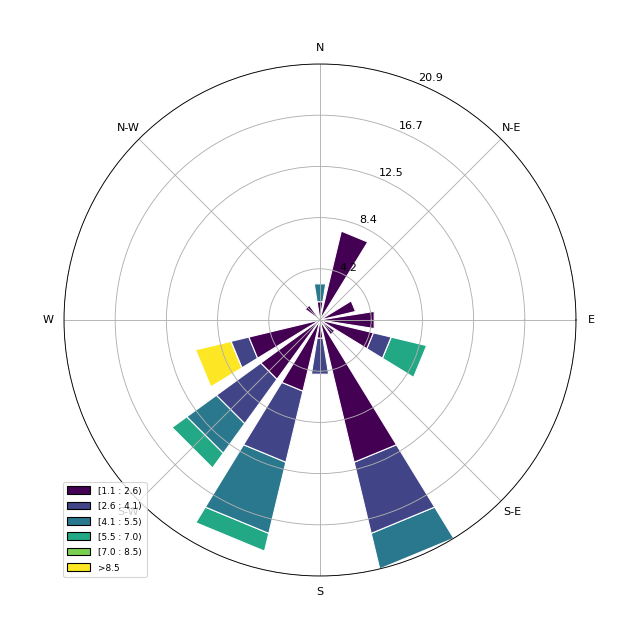 N
20.9
N-W
16.7
N-E
12.5
8.4
4.2
W
E
[1.1 : 2.6)
[2.6 : 4.1)
S-W
S-E
[4.1 : 5.5)
[5.5 : 7.0)
[7.0 : 8.5)
>8.5
S